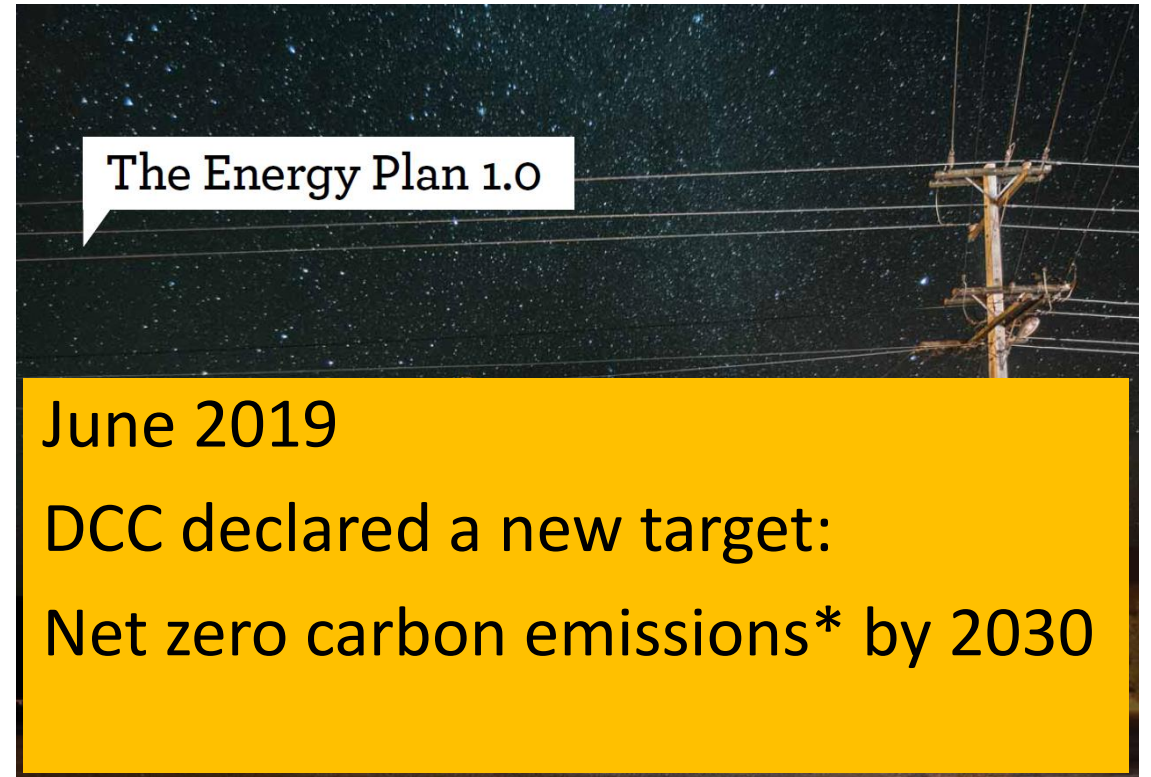 The Energy Plan 1.0
June 2019
DCC declared a new target:
Net zero carbon emissions* by 2030